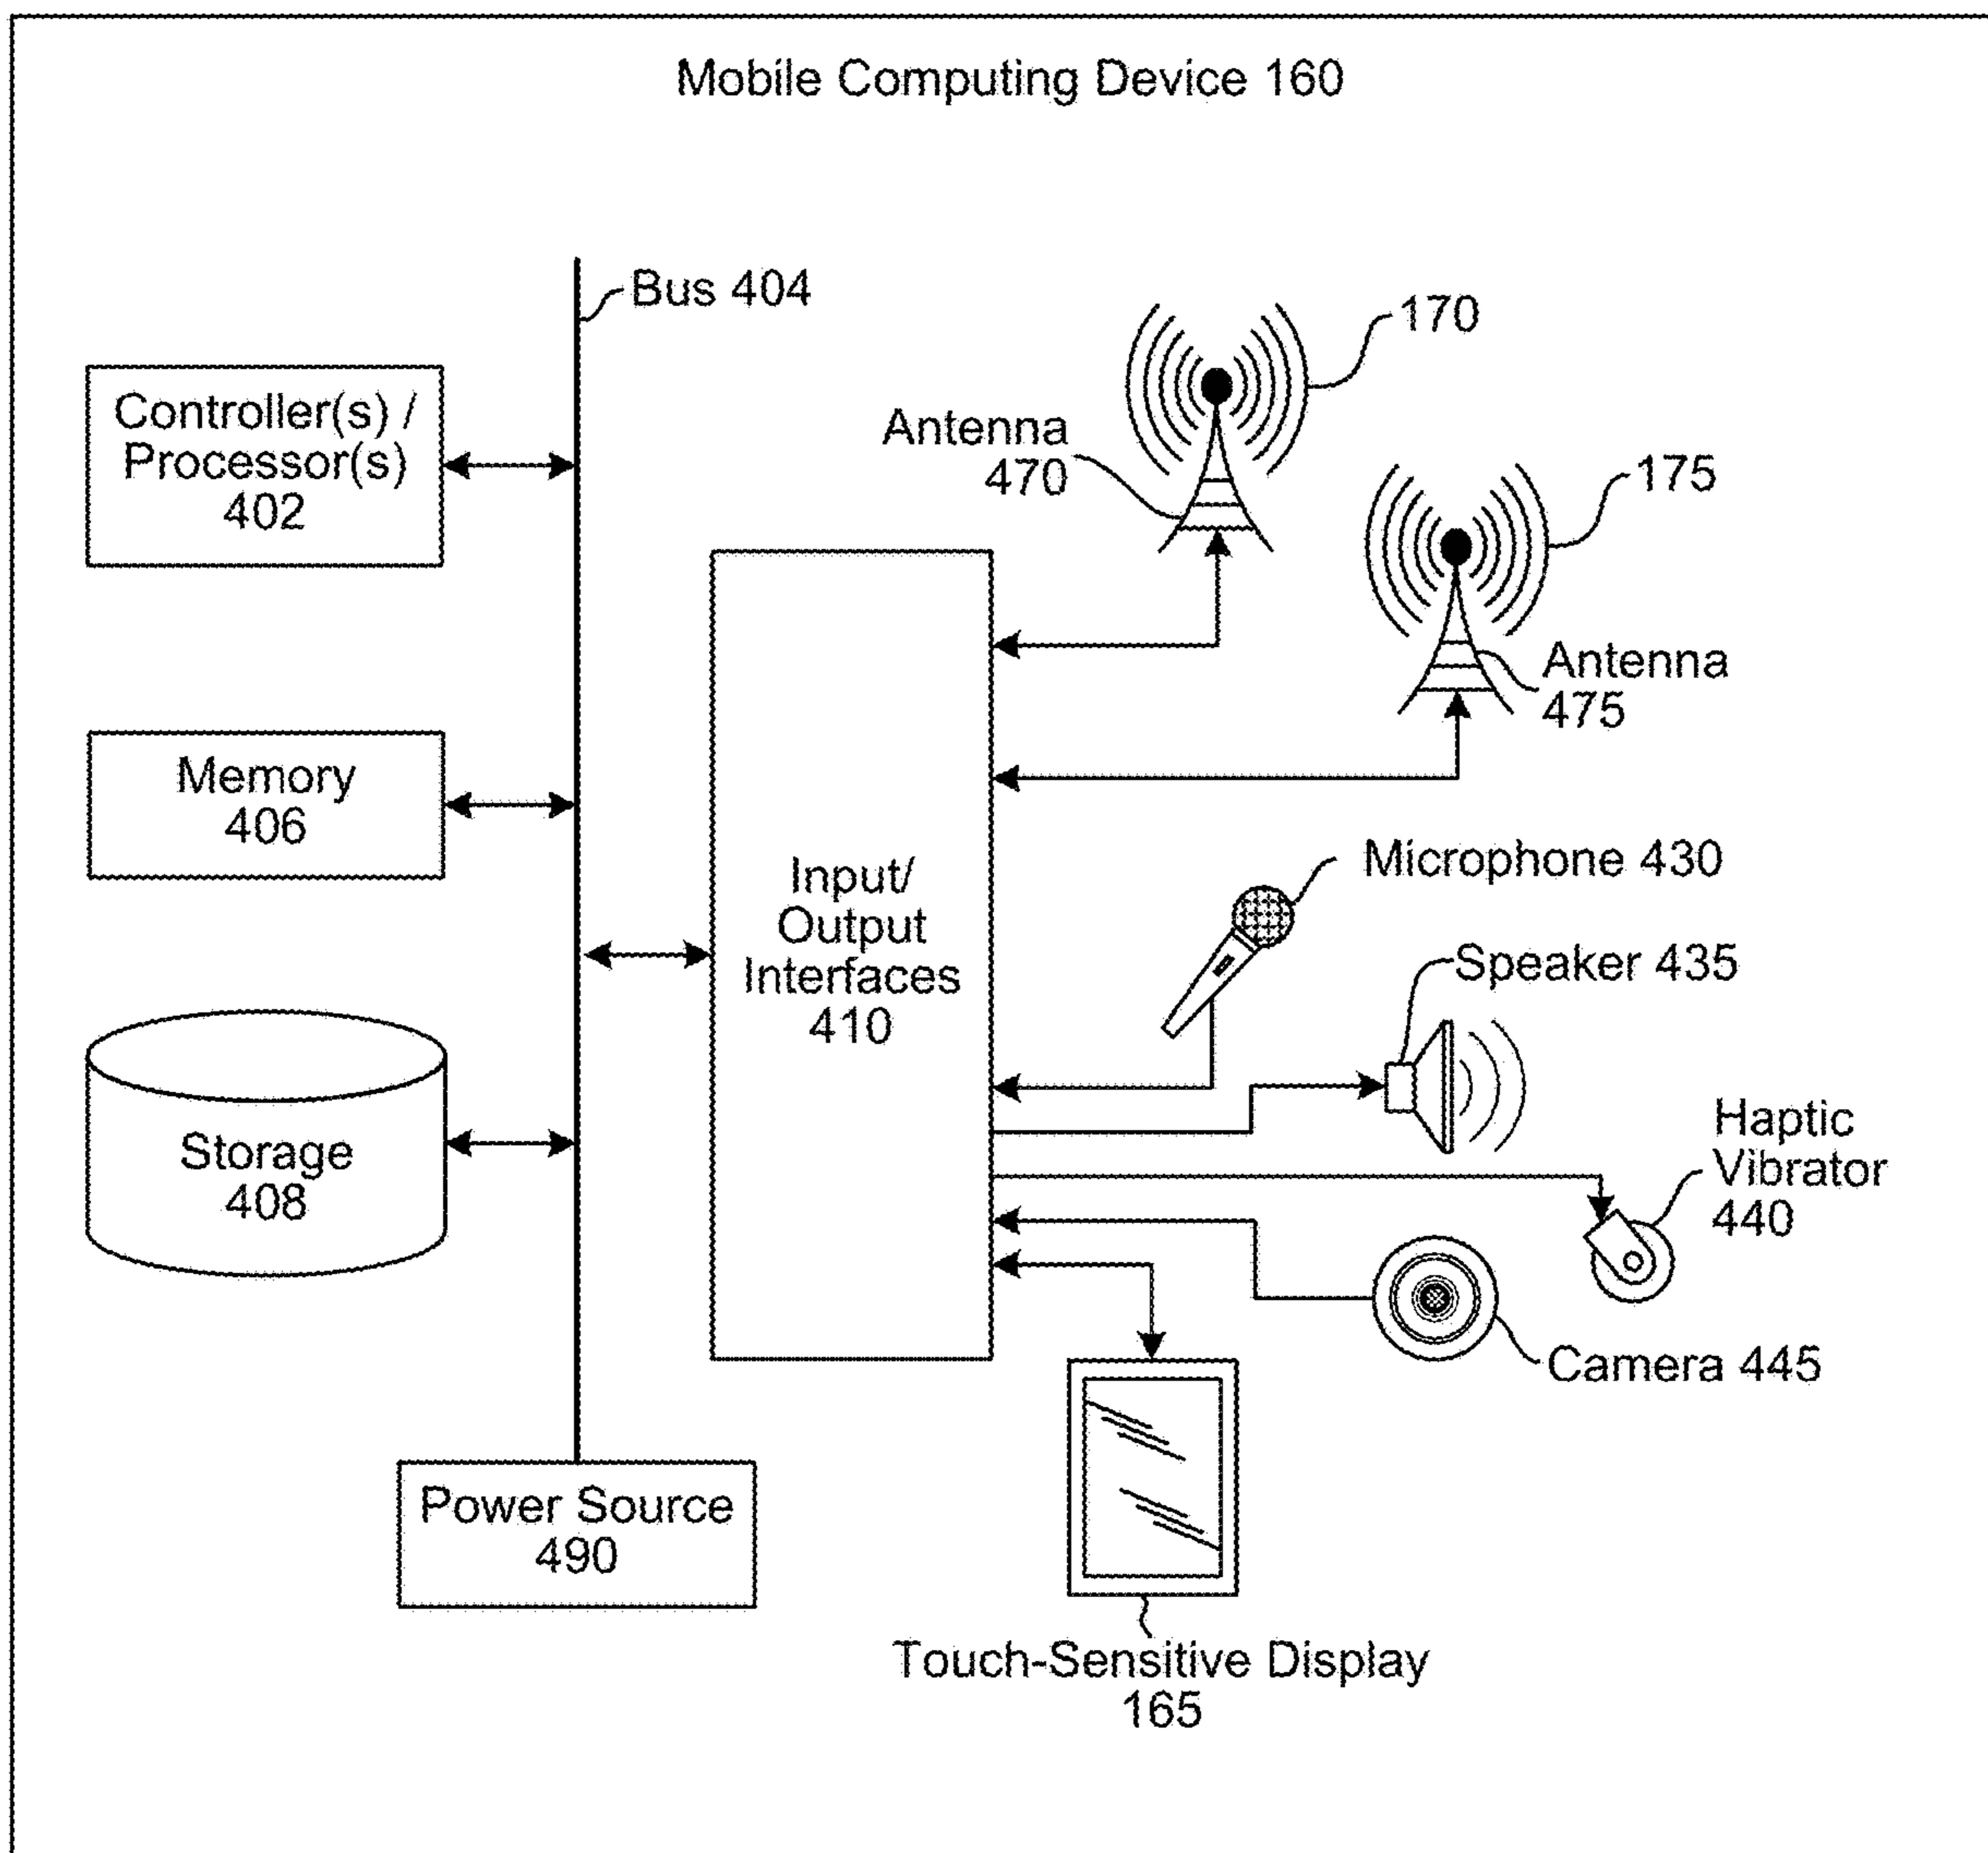 Mobile Computing Device 160
Bus 404
170
Controller(s) /
Processor(s)
402
Antenna
470
175
Antenna
475
Memory
406
Input/
Output
Interfaces
410
Microphone 430
Speaker 435
Storage
408
Haptic
Vibrator
440
Camera 445
Power Source
490
Touch-Sensitive Display
165